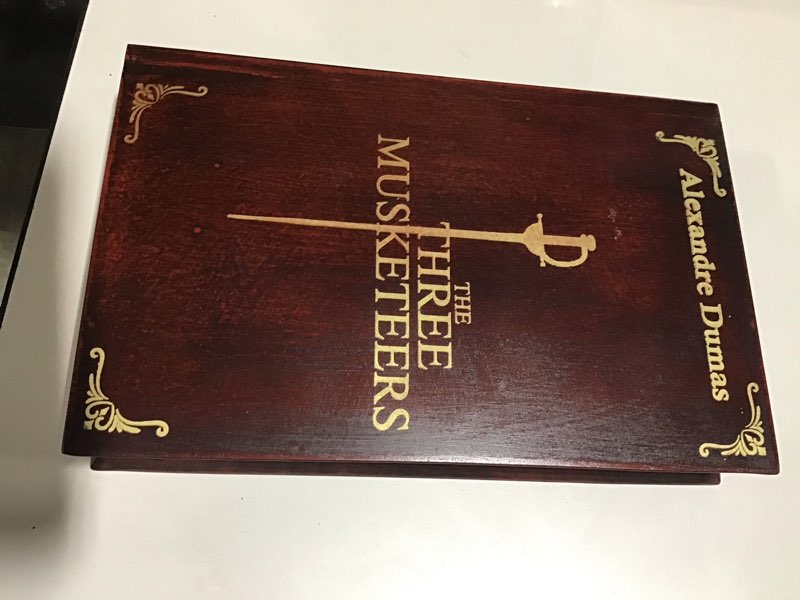 Alexandre Dumas
THE
THREE
MUSKETEERS